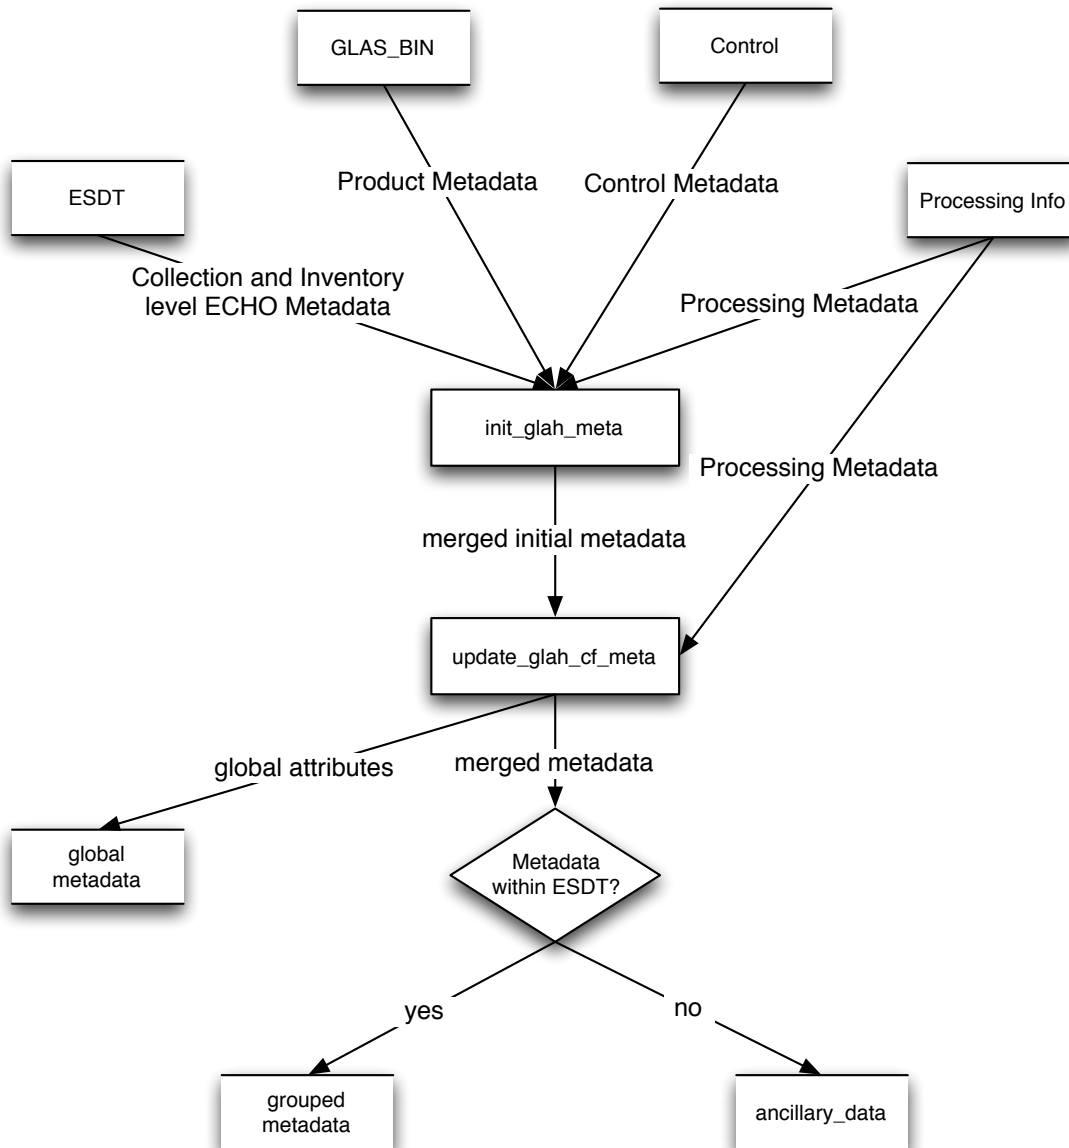 GLAS_BIN
Control
ESDT
Product Metadata
Control Metadata
Processing Info
Collection and Inventory
level ECHO Metadata
Processing Metadata
init_glah_meta
Processing Metadata
merged initial metadata
update_glah_cf_meta
global attributes
merged metadata
global
metadata
Metadata
within ESDT?
yes
no
grouped
metadata
ancillary_data